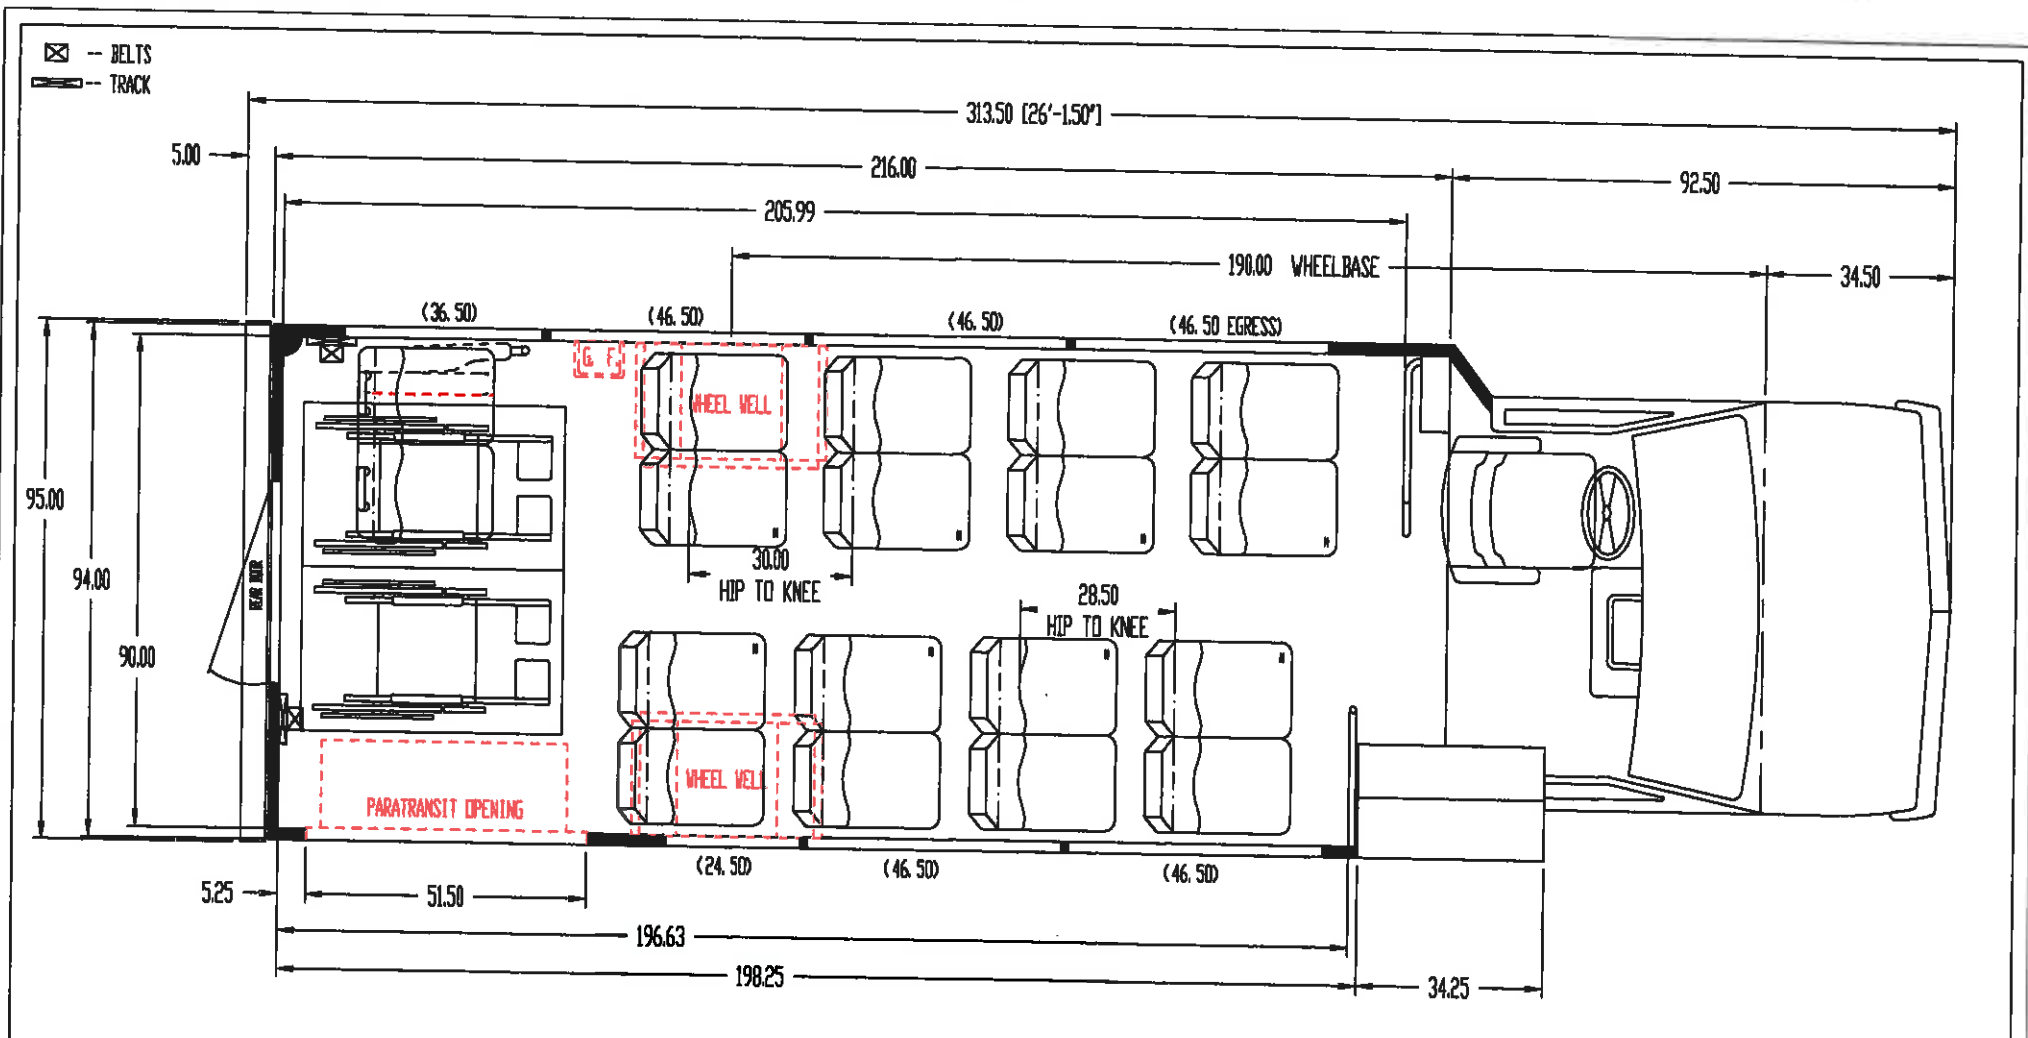 -- BELTS
-- TRACK
313.50 [26'-1.50"]
5.00
216.00
92.50
205.99
190.00 WHEELBASE
34.50
(36.50)
(46.50)
(46.50)
(46.50 EGRESS)
G F
WHEEL WELL
95.00
94.00
90.00
REAR DOOR
30.00
HIP TO KNEE
28.50
HIP TO KNEE
WHEEL WELL
PARATRANSIT OPENING
(24.50)
(46.50)
(46.50)
5.25
51.50
196.63
198.25
34.25